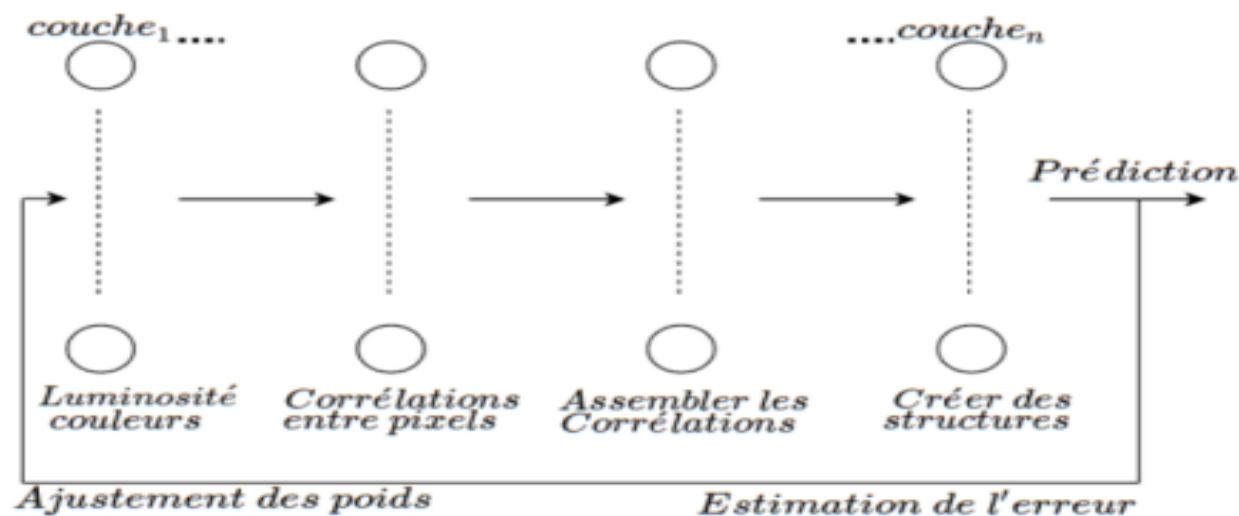 couche1 .... ....couchen
Prédiction
Luminosité Corrélations Assembler les Créer des
couleurs entre pixels Corrélations structures
Ajustement des poids Estimation de l'erreur